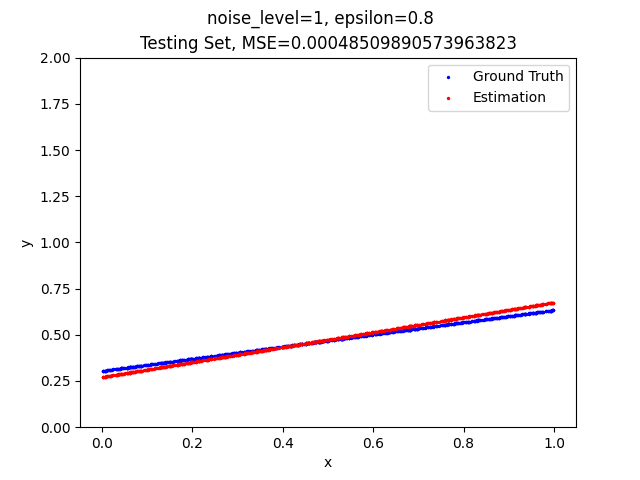 noise_level=1, epsilon=0.8
Testing Set, MSE=0.00048509890573963823
Ground Truth
Estimation
2.00
1.75
1.50
1.25
1.00
0.75
0.50
0.25
0.00
y
0.0 0.2 0.4 0.6 0.8 1.0
x